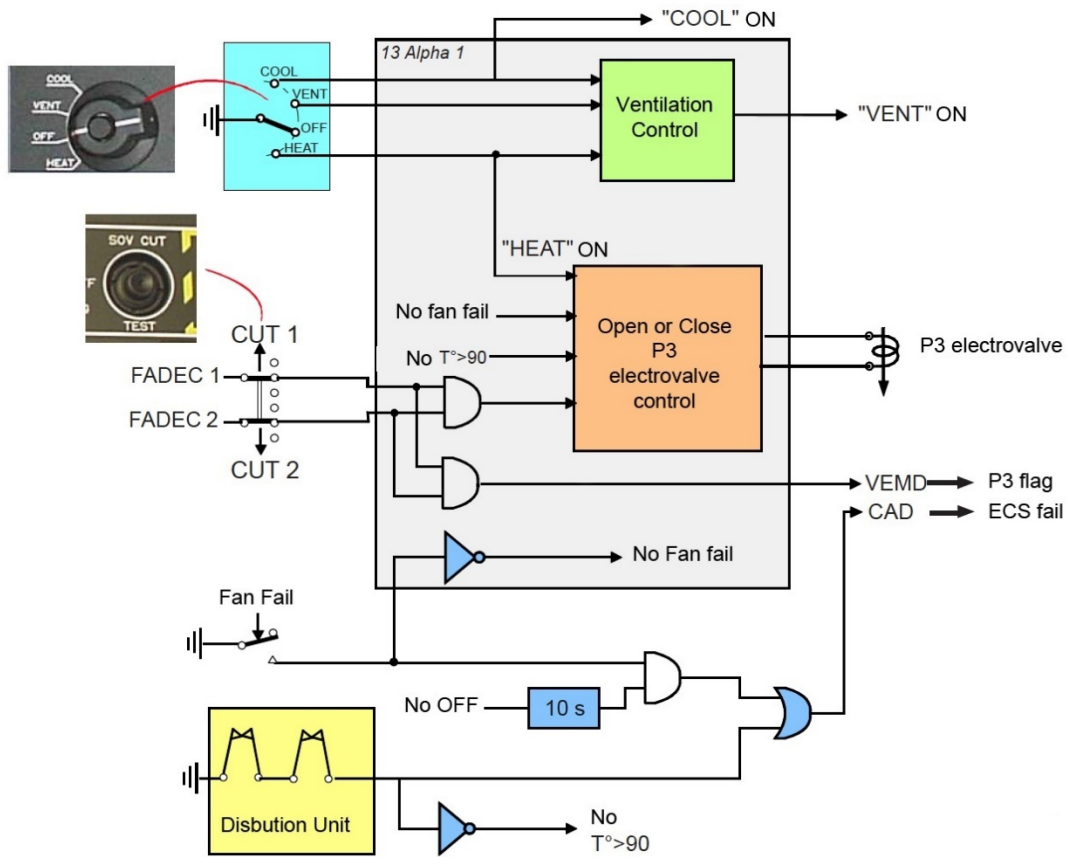 "COOL" ON
13 Alpha 1
COOL
VENT
OFF
HEAT
COOL
VENT
OFF
HEAT
Ventilation
Control
"VENT" ON
"HEAT" ON
SOV CUT
F
TEST
No fan fail
No T°>90
Open or Close
P3
electrovalve
control
P3 electrovalve
CUT 1
FADEC 1
FADEC 2
CUT 2
VEMD
P3 flag
CAD
ECS fail
No Fan fail
Fan Fail
No OFF
10 s
Disbution Unit
No
T°>90